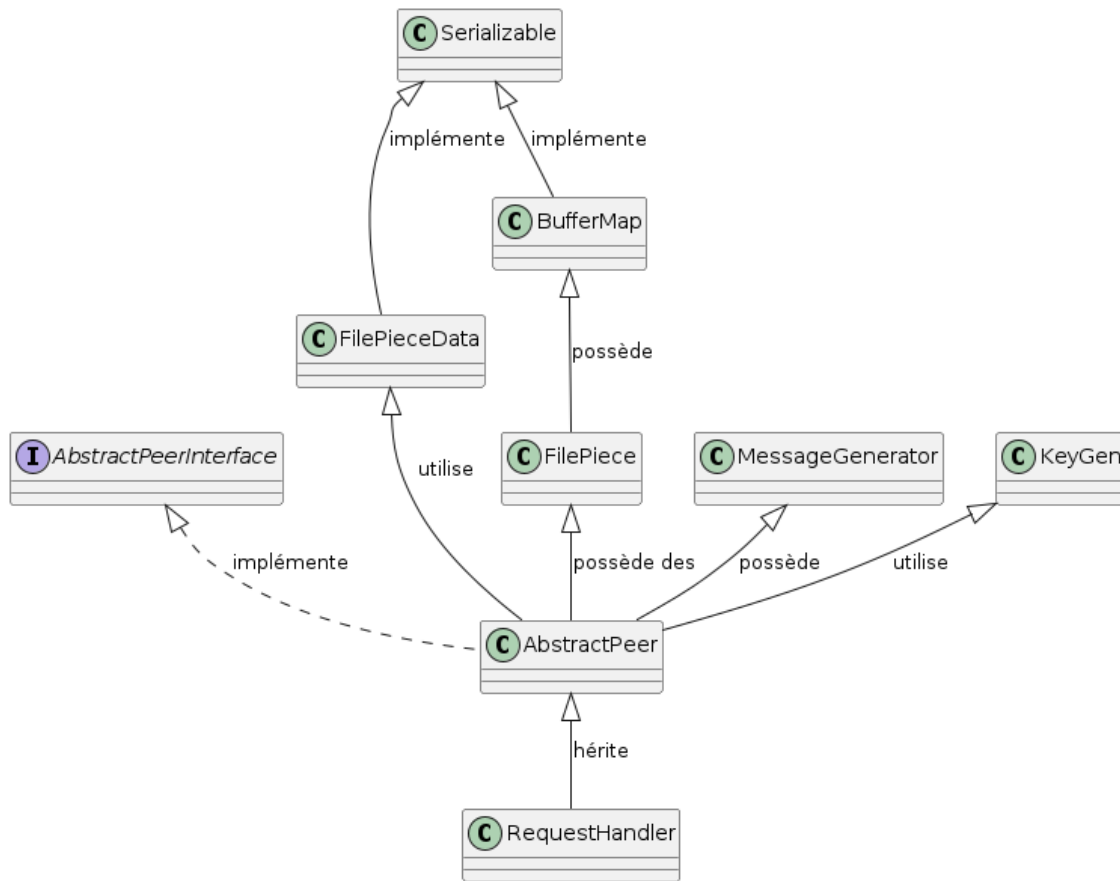 C Serializable
implémente
implémente
C BufferMap
C FilePieceData
possède
I AbstractPeerInterface
C FilePiece
C MessageGenerator
C KeyGen
utilise
implémente
possède des
possède
utilise
C AbstractPeer
hérite
C RequestHandler